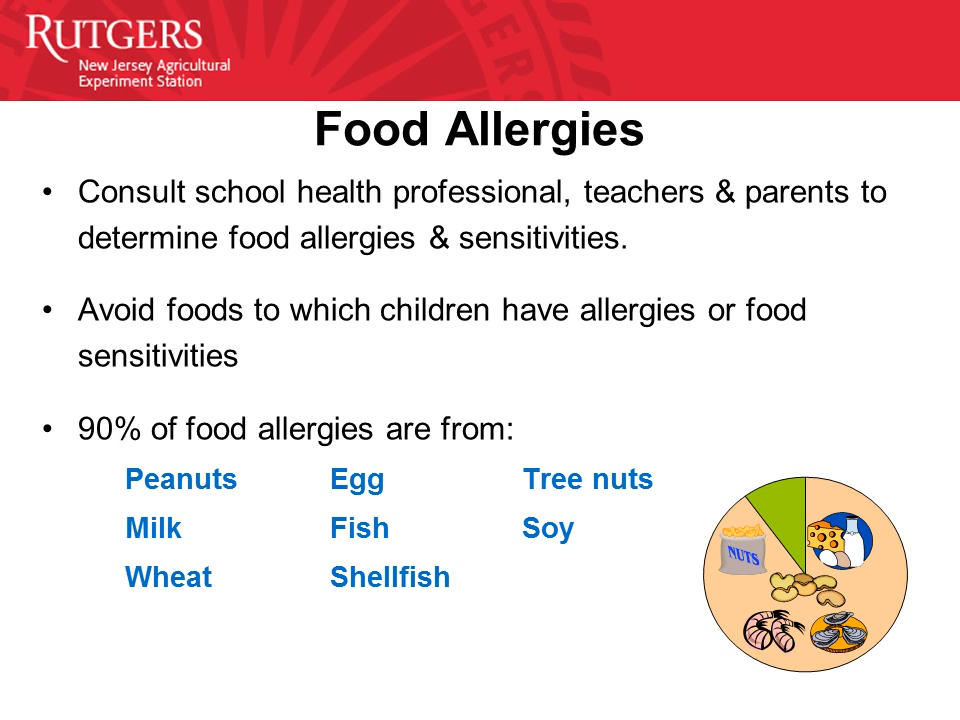 RUTGERS
New Jersey Agricultural
Experiment Station
Food Allergies
• Consult school health professional, teachers & parents to
determine food allergies & sensitivities.
• Avoid foods to which children have allergies or food
sensitivities
• 90% of food allergies are from:
Peanuts Egg Tree nuts
Milk Fish Soy
Wheat Shellfish
NUTS